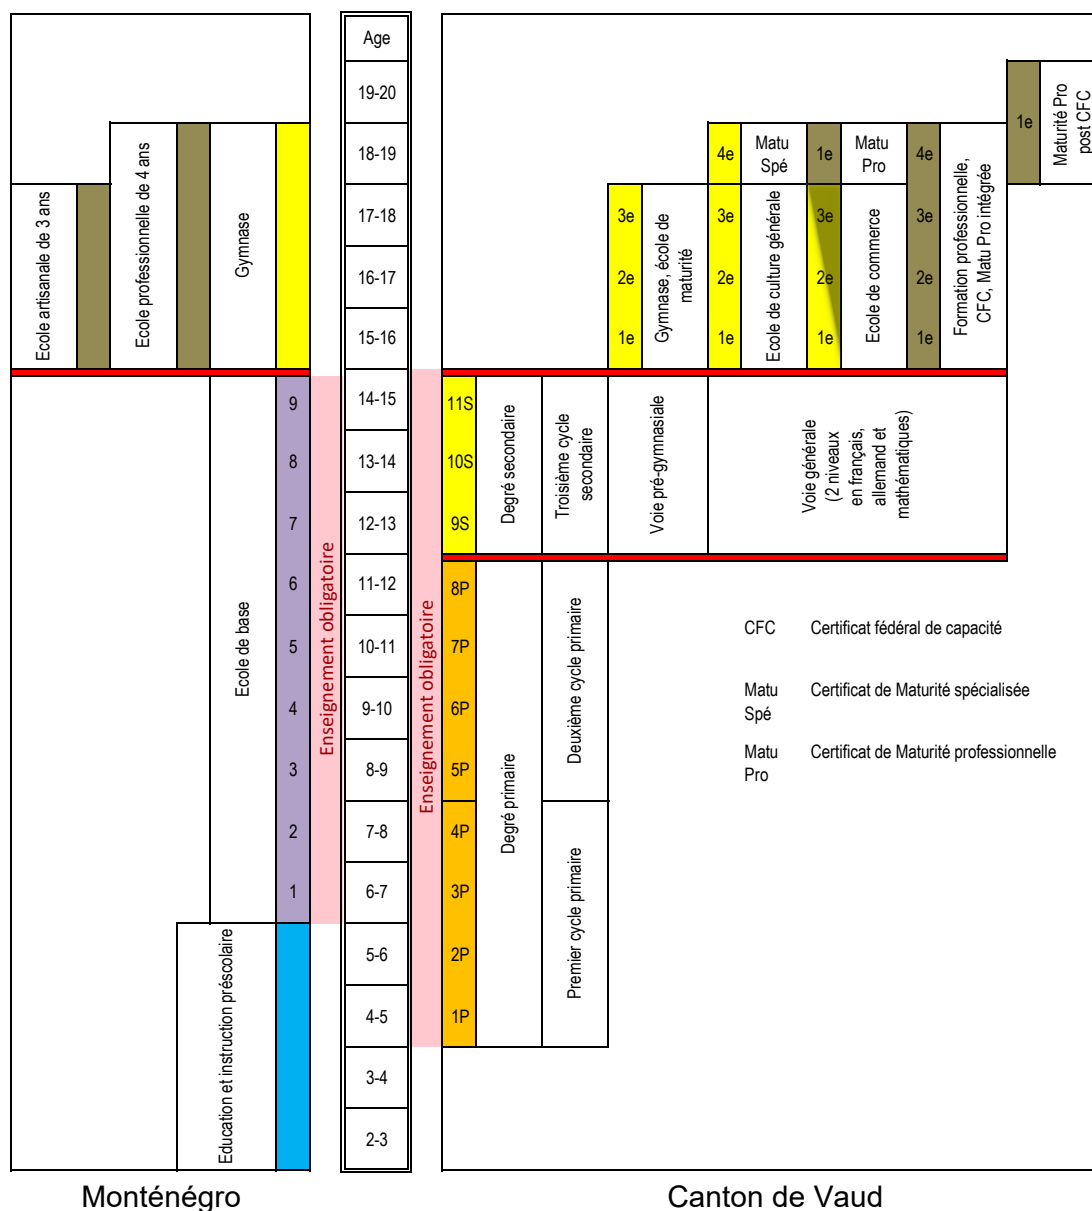 Age
19-20
18-19
17-18
16-17
15-16
14-15
13-14
12-13
11-12
10-11
9-10
8-9
7-8
6-7
5-6
4-5
3-4
2-3
Ecole artisanale de 3 ans
Ecole professionnelle de 4 ans
Gymnase
Ecole de base
9
8
7
6
5
4
3
2
1
Education et instruction préscolaire
Enseignement obligatoire
Monténégro
Enseignement obligatoire
1e
Maturité Pro
post CFC
4e
Matu
Spé
1e
Matu
Pro
4e
3e
2e
1e
Gymnase, école de
maturité
3e
2e
1e
Ecole de culture générale
3e
2e
1e
Ecole de commerce
3e
2e
1e
Formation professionnelle,
CFC, Matu Pro intégrée
11S
10S
9S
Degré secondaire
Troisième cycle
secondaire
Voie pré-gymnasiale
Voie générale
(2 niveaux
en français,
allemand et
mathématiques)
8P
7P
6P
5P
4P
3P
2P
1P
Degré primaire
Deuxième cycle primaire
Premier cycle primaire
CFC Certificat fédéral de capacité
Matu Certificat de Maturité spécialisée
Spé
Matu Certificat de Maturité professionnelle
Pro
Canton de Vaud